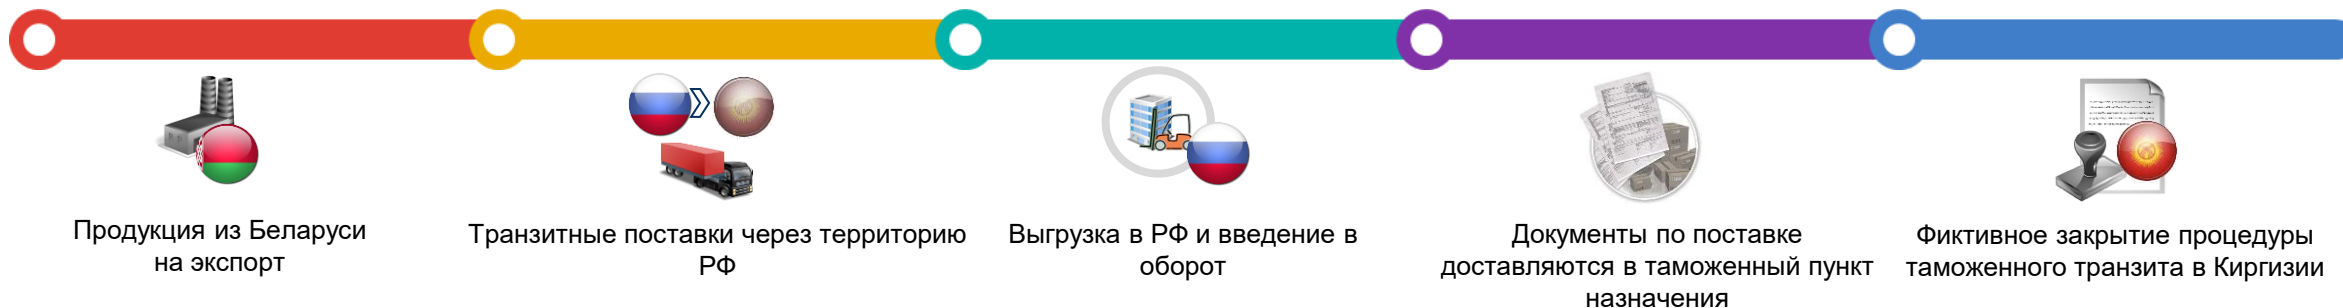 Продукция из Беларуси
на экспорт
Транзитные поставки через территорию
РФ
Выгрузка в РФ и введение в
оборот
Документы по поставке
доставляются в таможенный пункт
назначения
Фиктивное закрытие процедуры
таможенного транзита в Киргизии